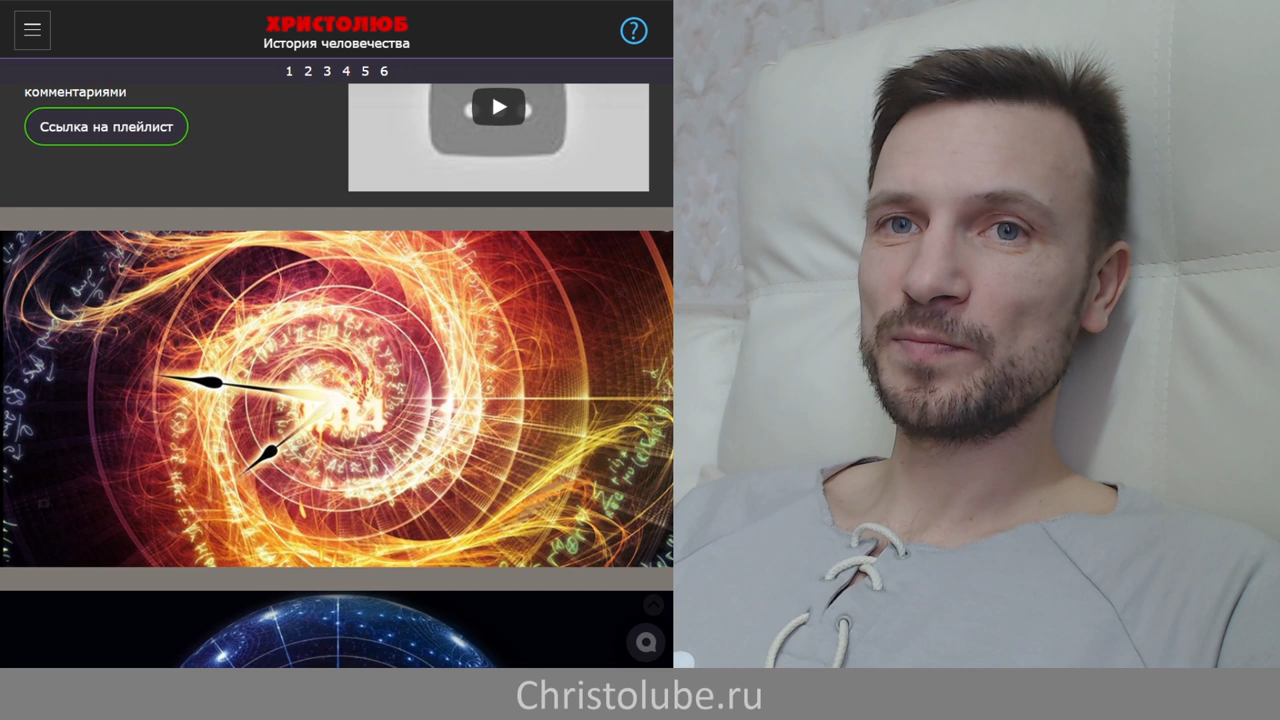 ХРИСТОЛЮБ
История человечества
1 2 3 4 5 6
комментариями
Ссылка на плейлист
Christolube.ru